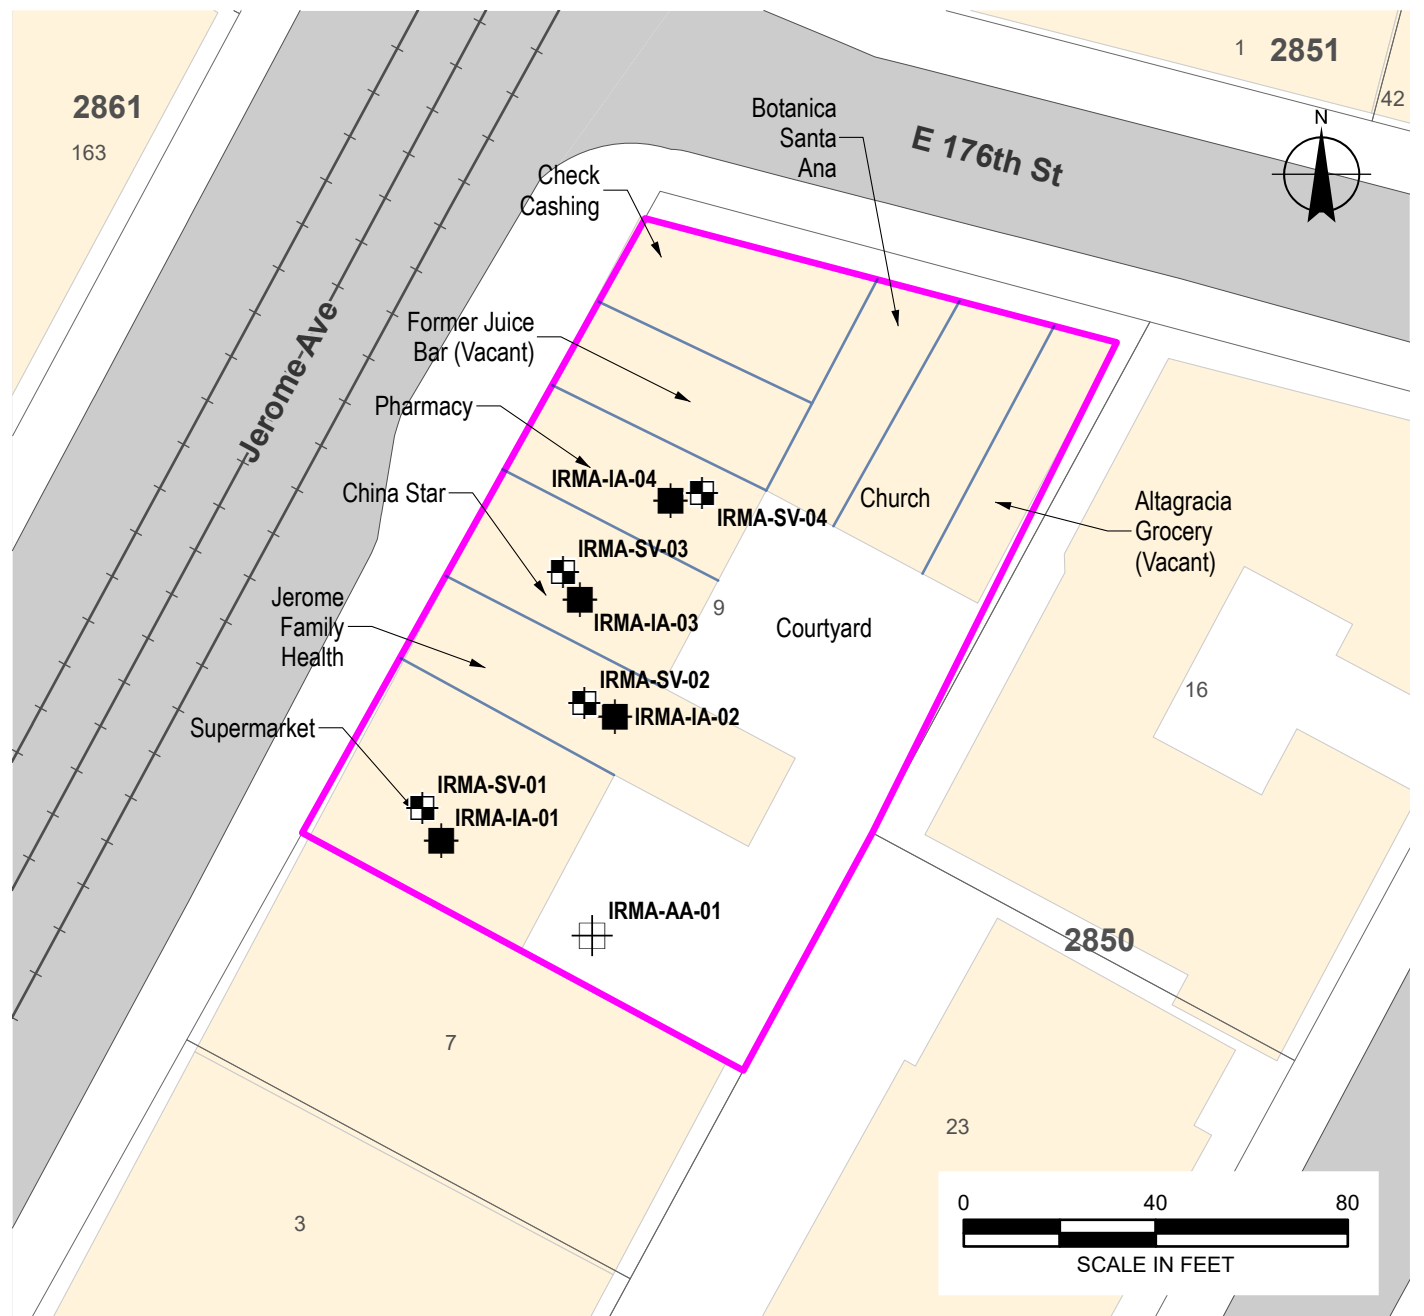 1 2851
2861
42
163
N
Botanica
Santa
Ana
E 176th St
Check
Cashing
Jerome Ave
Former Juice
Bar (Vacant)
Pharmacy
IRMA-IA-04
China Star
Church
IRMA-SV-04
Altagracia
Grocery
(Vacant)
IRMA-SV-03
Jerome
Family
Health
9
IRMA-IA-03
Courtyard
IRMA-SV-02
16
IRMA-IA-02
Supermarket
IRMA-SV-01
IRMA-IA-01
IRMA-AA-01
2850
7
23
3
0 40 80
SCALE IN FEET